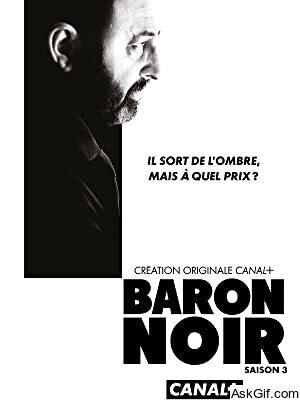 IL SORT DE L'OMBRE,
MAIS À QUEL PRIX ?
CRÉATION ORIGINALE CANAL+
BARON
NOIR
SAISON 3
CANAL+
AskGif.com